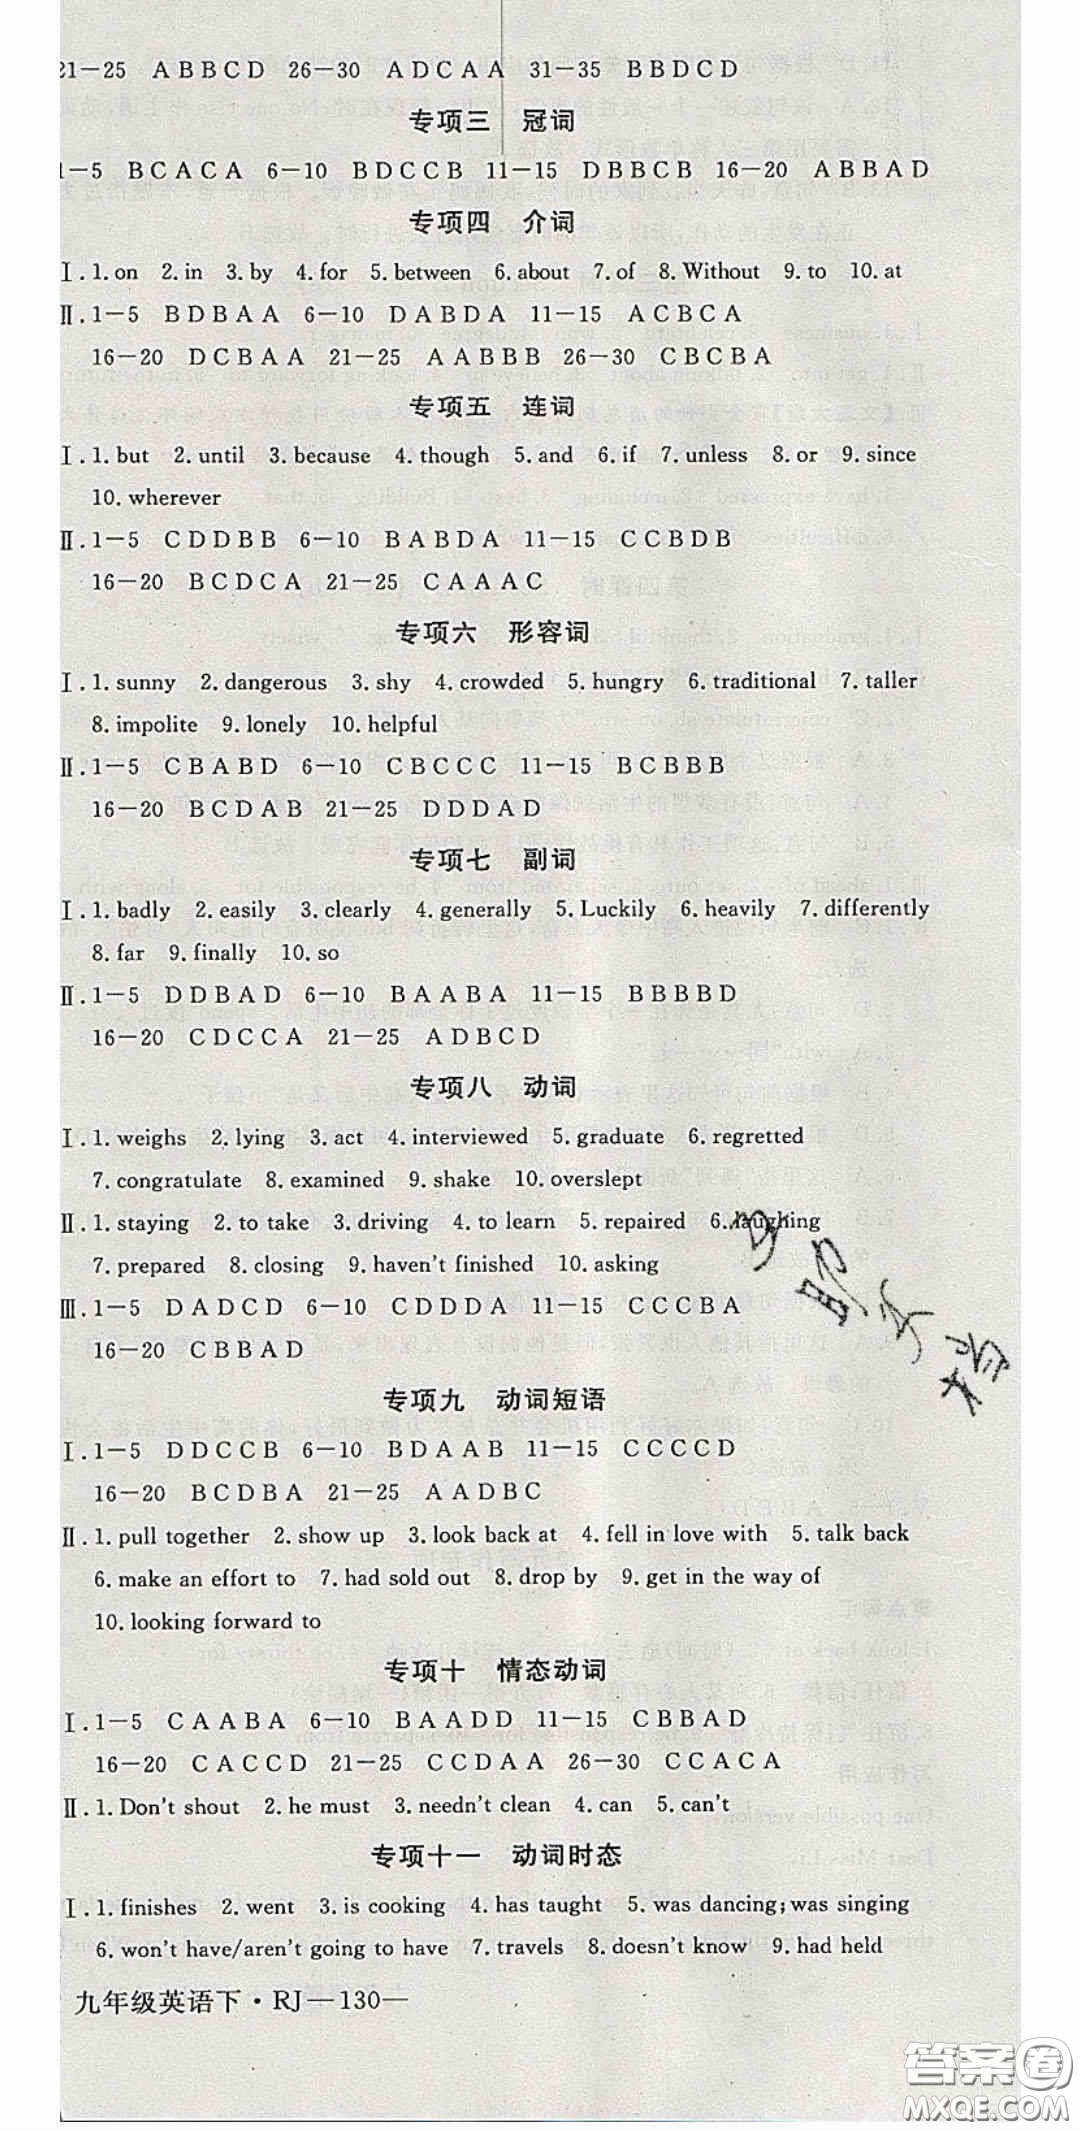 21－25 A B B C D 26－30 A D C A A 31－35 B B D C D
专项三 冠词
1－5 B C A C A 6－10 B D C C B 11－15 D B B C B 16－20 A B B A D
专项四 介词
Ⅰ. 1. on 2. in 3. by 4. for 5. between 6. about 7. of 8. Without 9. to 10. at
Ⅱ. 1－5 B D B A A 6－10 D A B D A 11－15 A C B C A
16－20 D C B A A 21－25 A A B B B 26－30 C B C B A
专项五 连词
Ⅰ. 1. but 2. until 3. because 4. though 5. and 6. if 7. unless 8. or 9. since
10. wherever
Ⅱ. 1－5 C D D B B 6－10 B A B D A 11－15 C C B D B
16－20 B C D C A 21－25 C A A A C
专项六 形容词
Ⅰ. 1. sunny 2. dangerous 3. shy 4. crowded 5. hungry 6. traditional 7. taller
8. impolite 9. lonely 10. helpful
Ⅱ. 1－5 C B A B D 6－10 C B C C C 11－15 B C B B B
16－20 B C D A B 21－25 D D D A D
专项七 副词
Ⅰ. 1. badly 2. easily 3. clearly 4. generally 5. Luckily 6. heavily 7. differently
8. far 9. finally 10. so
Ⅱ. 1－5 D D B A D 6－10 B A A B A 11－15 B B B B D
16－20 C D C C A 21－25 A D B C D
专项八 动词
Ⅰ. 1. weighs 2. lying 3. act 4. interviewed 5. graduate 6. regretted
7. congratulate 8. examined 9. shake 10. overslept
Ⅱ. 1. staying 2. to take 3. driving 4. to learn 5. repaired 6. laughing
7. prepared 8. closing 9. haven't finished 10. asking
Ⅲ. 1－5 D A D C D 6－10 C D D D A 11－15 C C C B A
16－20 C B B A D
专项九 动词短语
Ⅰ. 1－5 D D C C B 6－10 B D A A B 11－15 C C C C D
16－20 B C D B A 21－25 A A D B C
Ⅱ. 1. pull together 2. show up 3. look back at 4. fell in love with 5. talk back
6. make an effort to 7. had sold out 8. drop by 9. get in the way of
10. looking forward to
专项十 情态动词
Ⅰ. 1－5 C A A B A 6－10 B A A D D 11－15 C B B A D
16－20 C A C C D 21－25 C C D A A 26－30 C C A C A
Ⅱ. 1. Don't shout 2. he must 3. needn't clean 4. can 5. can't
专项十一 动词时态
Ⅰ. 1. finishes 2. went 3. is cooking 4. has taught 5. was dancing; was singing
6. won't have/aren't going to have 7. travels 8. doesn't know 9. had held
九年级英语下·RJ—130—
答案圈
MXQE.COM